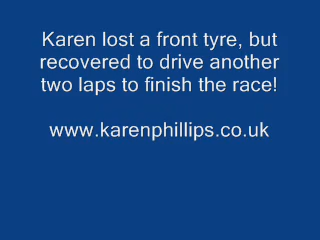 Karen lost a front tyre, but
recovered to drive another
two laps to finish the race!
www.karenphillips.co.uk